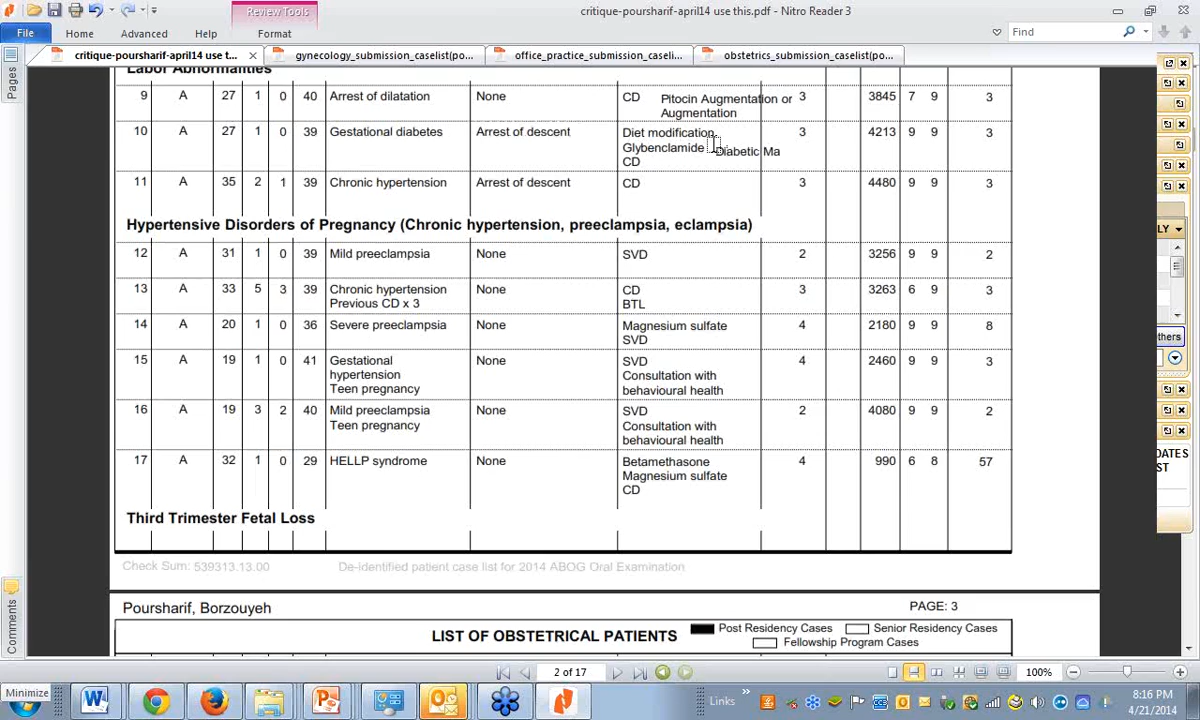 Review Tools
critique-poursharif-april14 use this.pdf - Nitro Reader 3
File Home Advanced Help Format Find
critique-poursharif-april14 use t... gynecology_submission_caselist(po... office_practice_submission_caseli... obstetrics_submission_caselist(po...
Pages
Labor Abnormalities
9 A 27 1 0 40 Arrest of dilatation None CD Pitocin Augmentation or 3 3845 7 9 3
Augmentation
10 A 27 1 0 39 Gestational diabetes Arrest of descent Diet modification 3 4213 9 9 3
Glybenclamide Diabetic Ma
CD
11 A 35 2 1 39 Chronic hypertension Arrest of descent CD 3 4480 9 9 3
Hypertensive Disorders of Pregnancy (Chronic hypertension, preeclampsia, eclampsia)
12 A 31 1 0 39 Mild preeclampsia None SVD 2 3256 9 9 2
13 A 33 5 3 39 Chronic hypertension None CD 3 3263 6 9 3
Previous CD x 3 BTL
14 A 20 1 0 36 Severe preeclampsia None Magnesium sulfate 4 2180 9 9 8
SVD
15 A 19 1 0 41 Gestational None SVD 4 2460 9 9 3
hypertension Consultation with
Teen pregnancy behavioural health
16 A 19 3 2 40 Mild preeclampsia None SVD 2 4080 9 9 2
Teen pregnancy Consultation with
behavioural health
17 A 32 1 0 29 HELLP syndrome None Betamethasone 4 990 6 8 57
Magnesium sulfate
CD
Third Trimester Fetal Loss
Check Sum: 539313.13.00 De-identified patient case list for 2014 ABOG Oral Examination
Poursharif, Borzouyeh PAGE: 3
LIST OF OBSTETRICAL PATIENTS Post Residency Cases Senior Residency Cases
Fellowship Program Cases
Comments
LY
thers
DATES
ST
2 of 17 100%
Minimize
Links
8:16 PM
4/21/2014